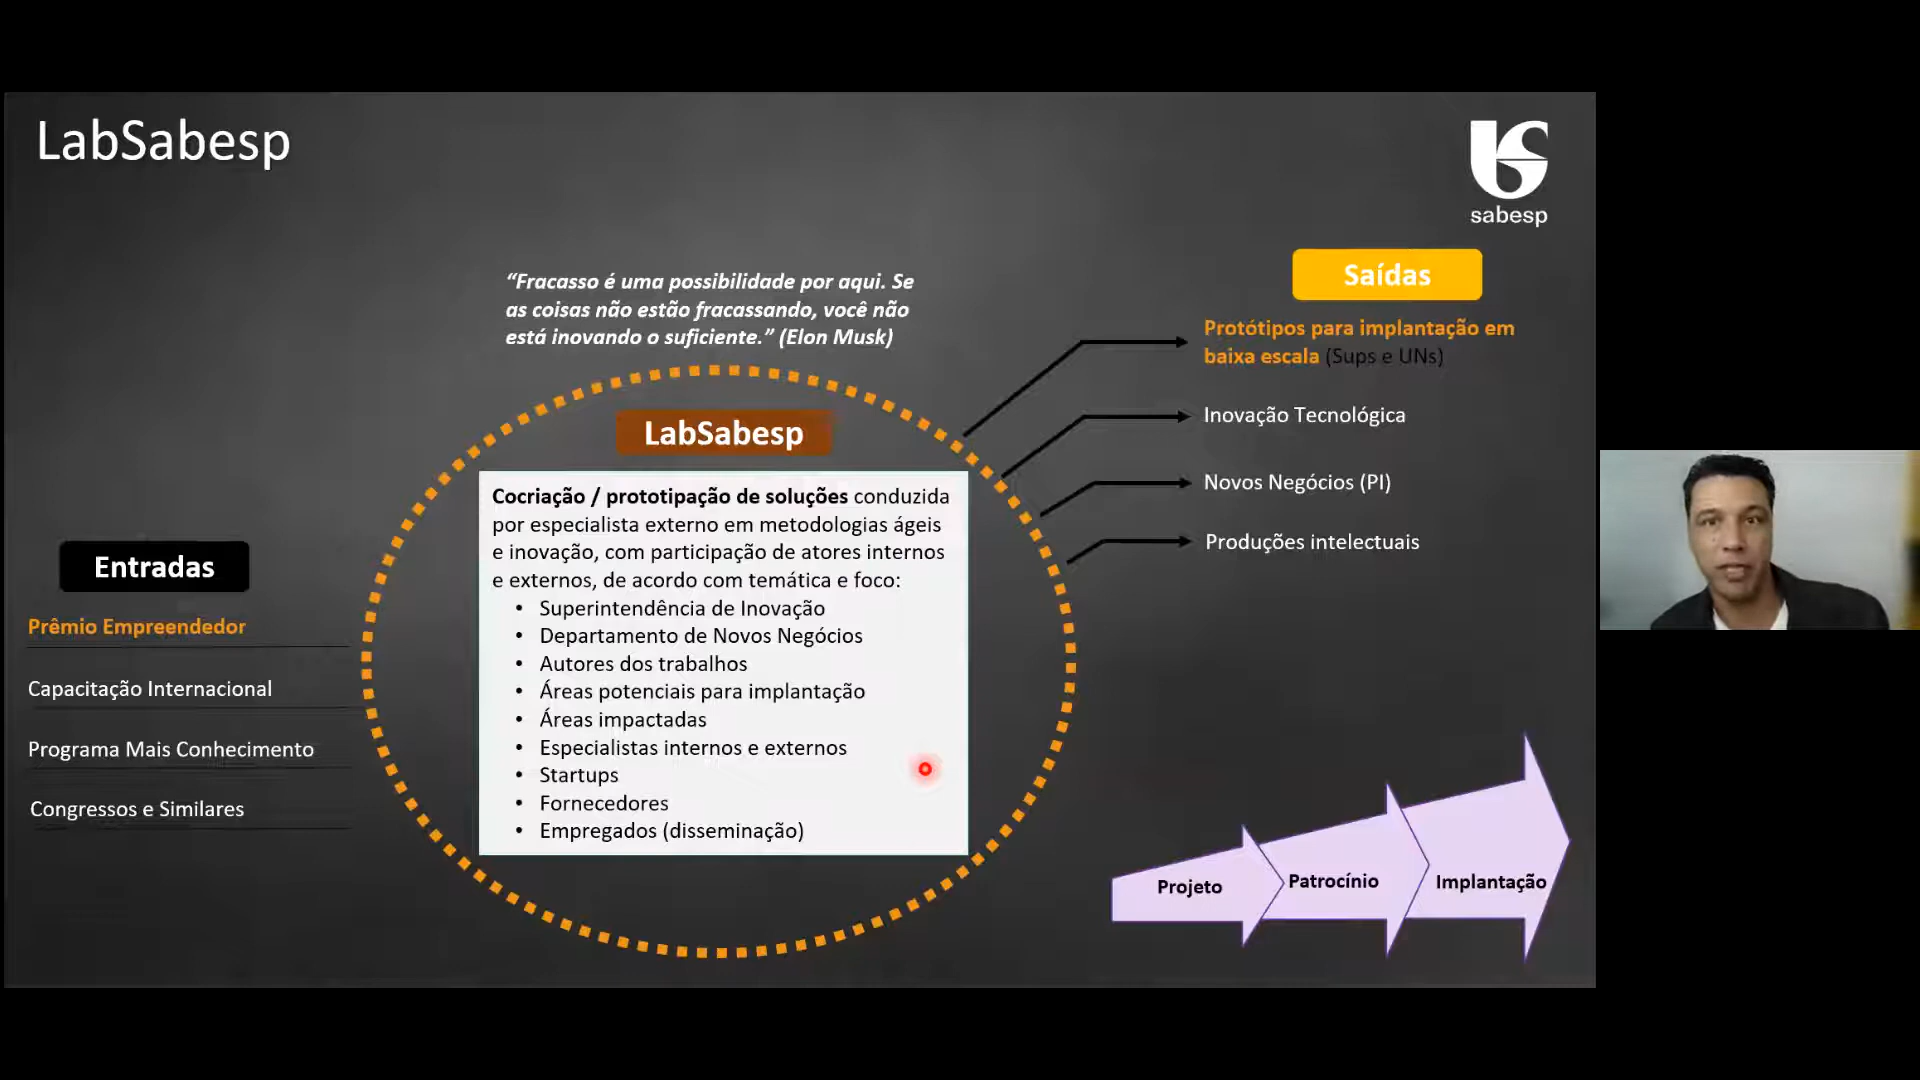 LabSabesp
sabesp
“Fracasso é uma possibilidade por aqui. Se
as coisas não estão fracassando, você não
está inovando o suficiente.” (Elon Musk)
Entradas
Prêmio Empreendedor
Capacitação Internacional
Programa Mais Conhecimento
Congressos e Similares
LabSabesp
Cocriação / prototipação de soluções conduzida
por especialista externo em metodologias ágeis
e inovação, com participação de atores internos
e externos, de acordo com temática e foco:
• Superintendência de Inovação
• Departamento de Novos Negócios
• Autores dos trabalhos
• Áreas potenciais para implantação
• Áreas impactadas
• Especialistas internos e externos
• Startups
• Fornecedores
• Empregados (disseminação)
Saídas
Protótipos para implantação em
baixa escala (Sups e UNs)
Inovação Tecnológica
Novos Negócios (PI)
Produções intelectuais
Projeto
Patrocínio
Implantação